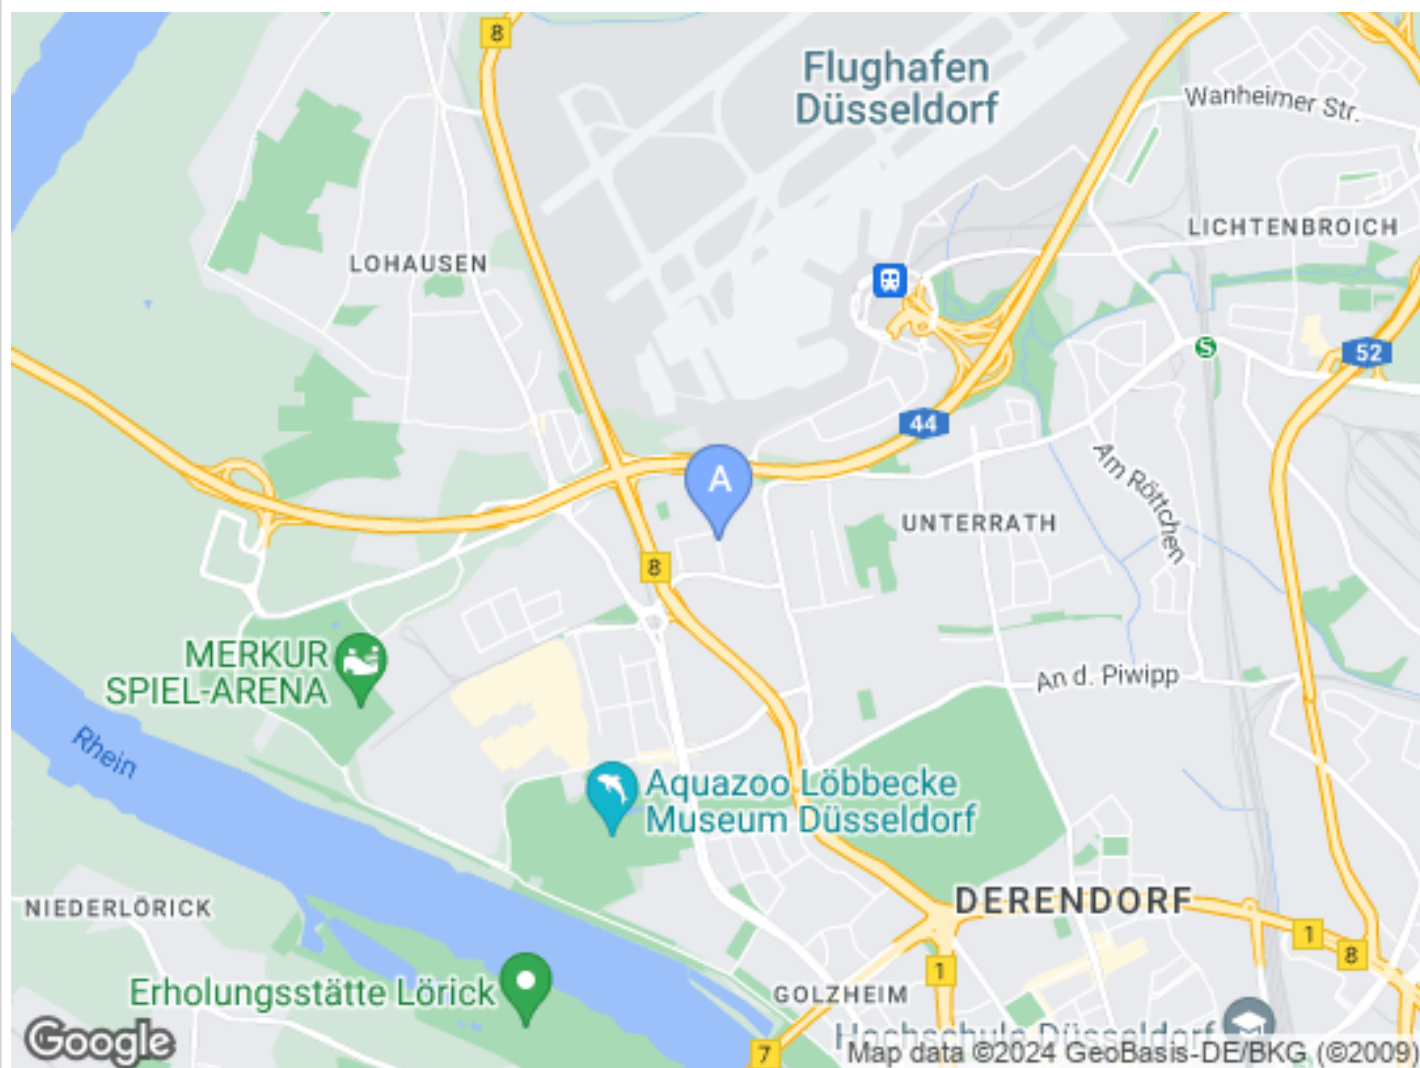 8
Flughafen
Düsseldorf
Wanheimer Str.
LICHTENBROICH
LOHAUSEN
S
52
44
A
Am Röttchen
UNTERRATH
8
MERKUR
SPIEL-ARENA
An d. Piwipp
Rhein
Aquazoo Löbbecke
Museum Düsseldorf
DERENDORF
NIEDERLÖRICK
1
8
1
Erholungsstätte Lörick
GOLZHEIM
Hochschule Düsseldorf
7
Google
Map data ©2024 GeoBasis-DE/BKG (©2009)